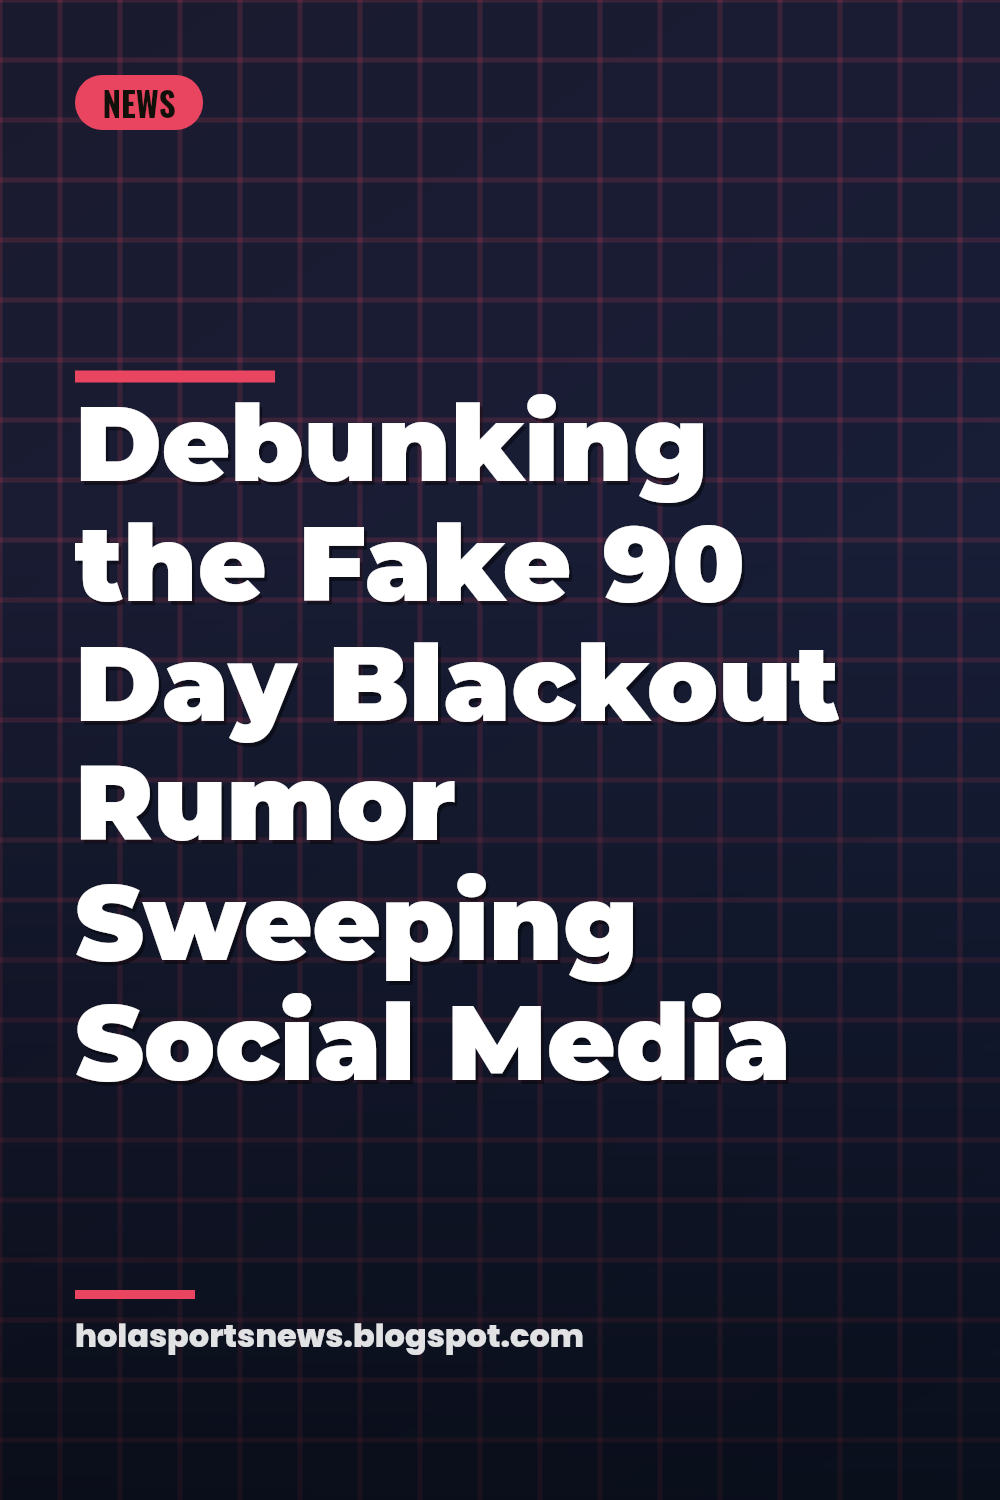 NEWS
Debunking
the Fake 90
Day Blackout
Rumor
Sweeping
Social Media
holasportsnews.blogspot.com